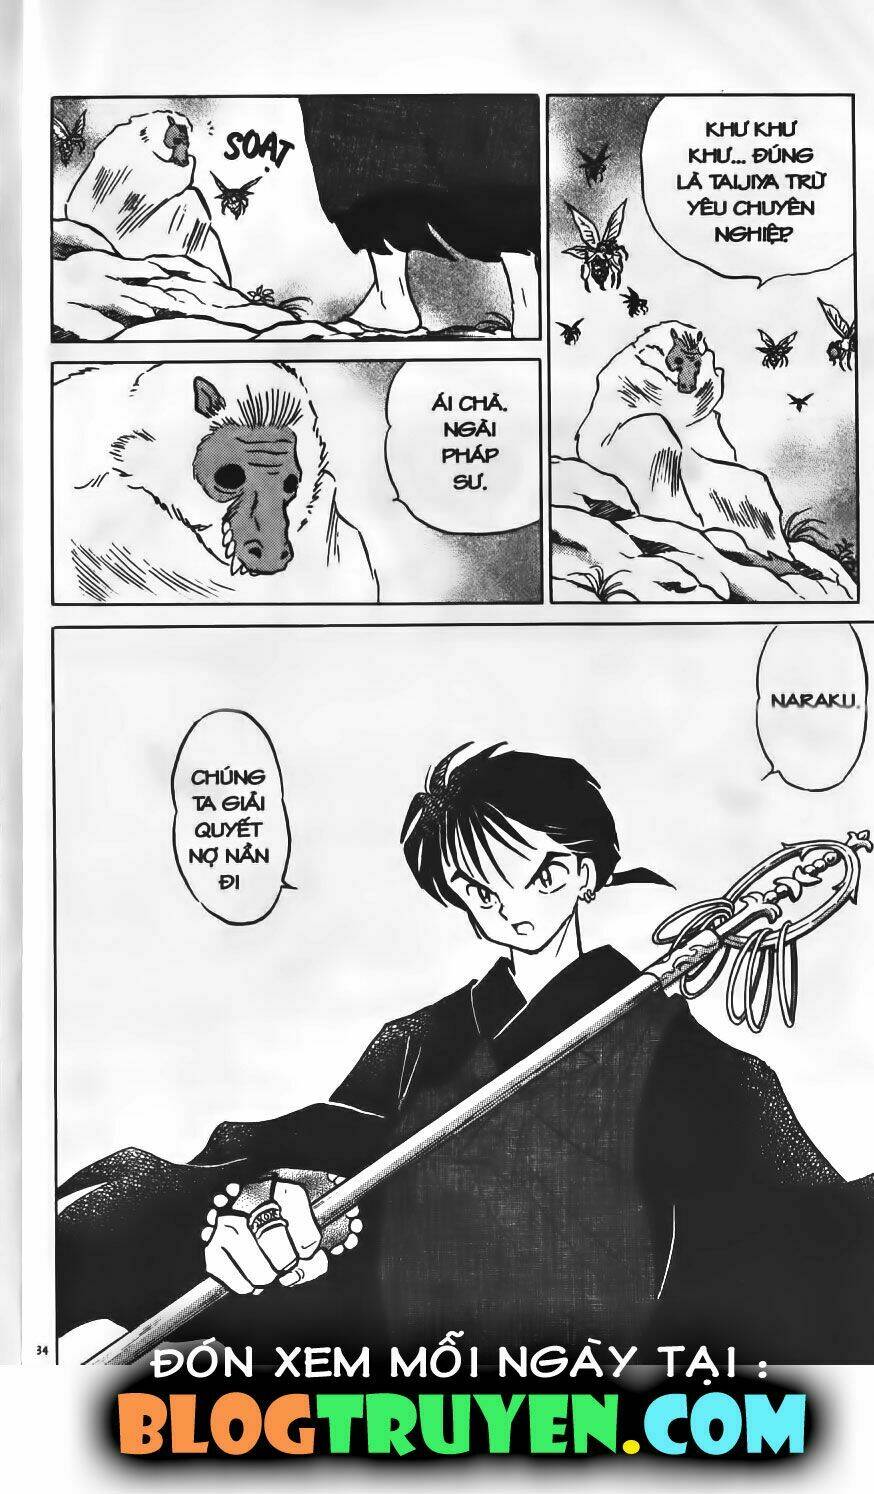 KHƯ KHƯ
KHƯ... ĐÚNG
LÀ TAIJIYA TRỪ
YÊU CHUYÊN
NGHIỆP.
SOẠT
ÁI CHÀ.
NGÀI
PHÁP
SƯ.
NARAKU.
CHÚNG
TA GIẢI
QUYẾT
NỢ NẦN
ĐI
34
ĐÓN XEM MỖI NGÀY TẠI :
BLOGTRUYEN.COM